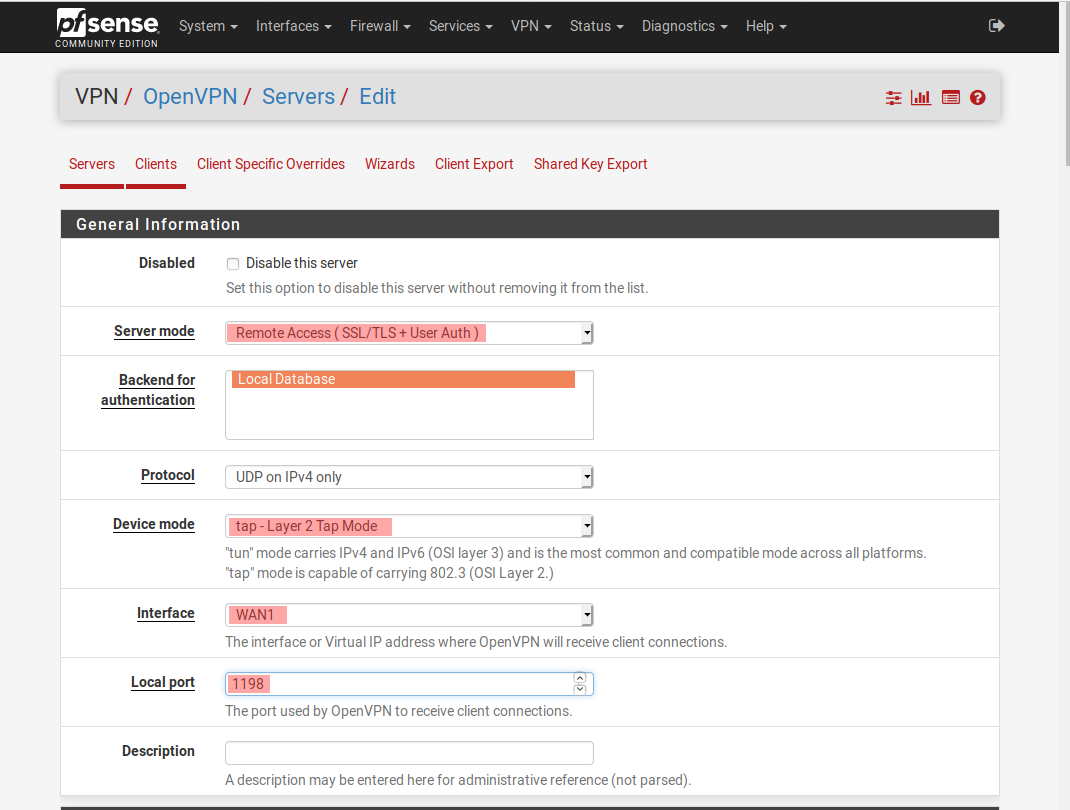 pfsense
COMMUNITY EDITION
System Interfaces Firewall Services VPN Status Diagnostics Help
VPN / OpenVPN / Servers / Edit
Servers Clients Client Specific Overrides Wizards Client Export Shared Key Export
General Information
Disabled Disable this server
Set this option to disable this server without removing it from the list.
Server mode Remote Access ( SSL/TLS + User Auth )
Backend for authentication Local Database
Protocol UDP on IPv4 only
Device mode tap - Layer 2 Tap Mode
"tun" mode carries IPv4 and IPv6 (OSI layer 3) and is the most common and compatible mode across all platforms.
"tap" mode is capable of carrying 802.3 (OSI Layer 2.)
Interface WAN1
The interface or Virtual IP address where OpenVPN will receive client connections.
Local port 1198
The port used by OpenVPN to receive client connections.
Description
A description may be entered here for administrative reference (not parsed).